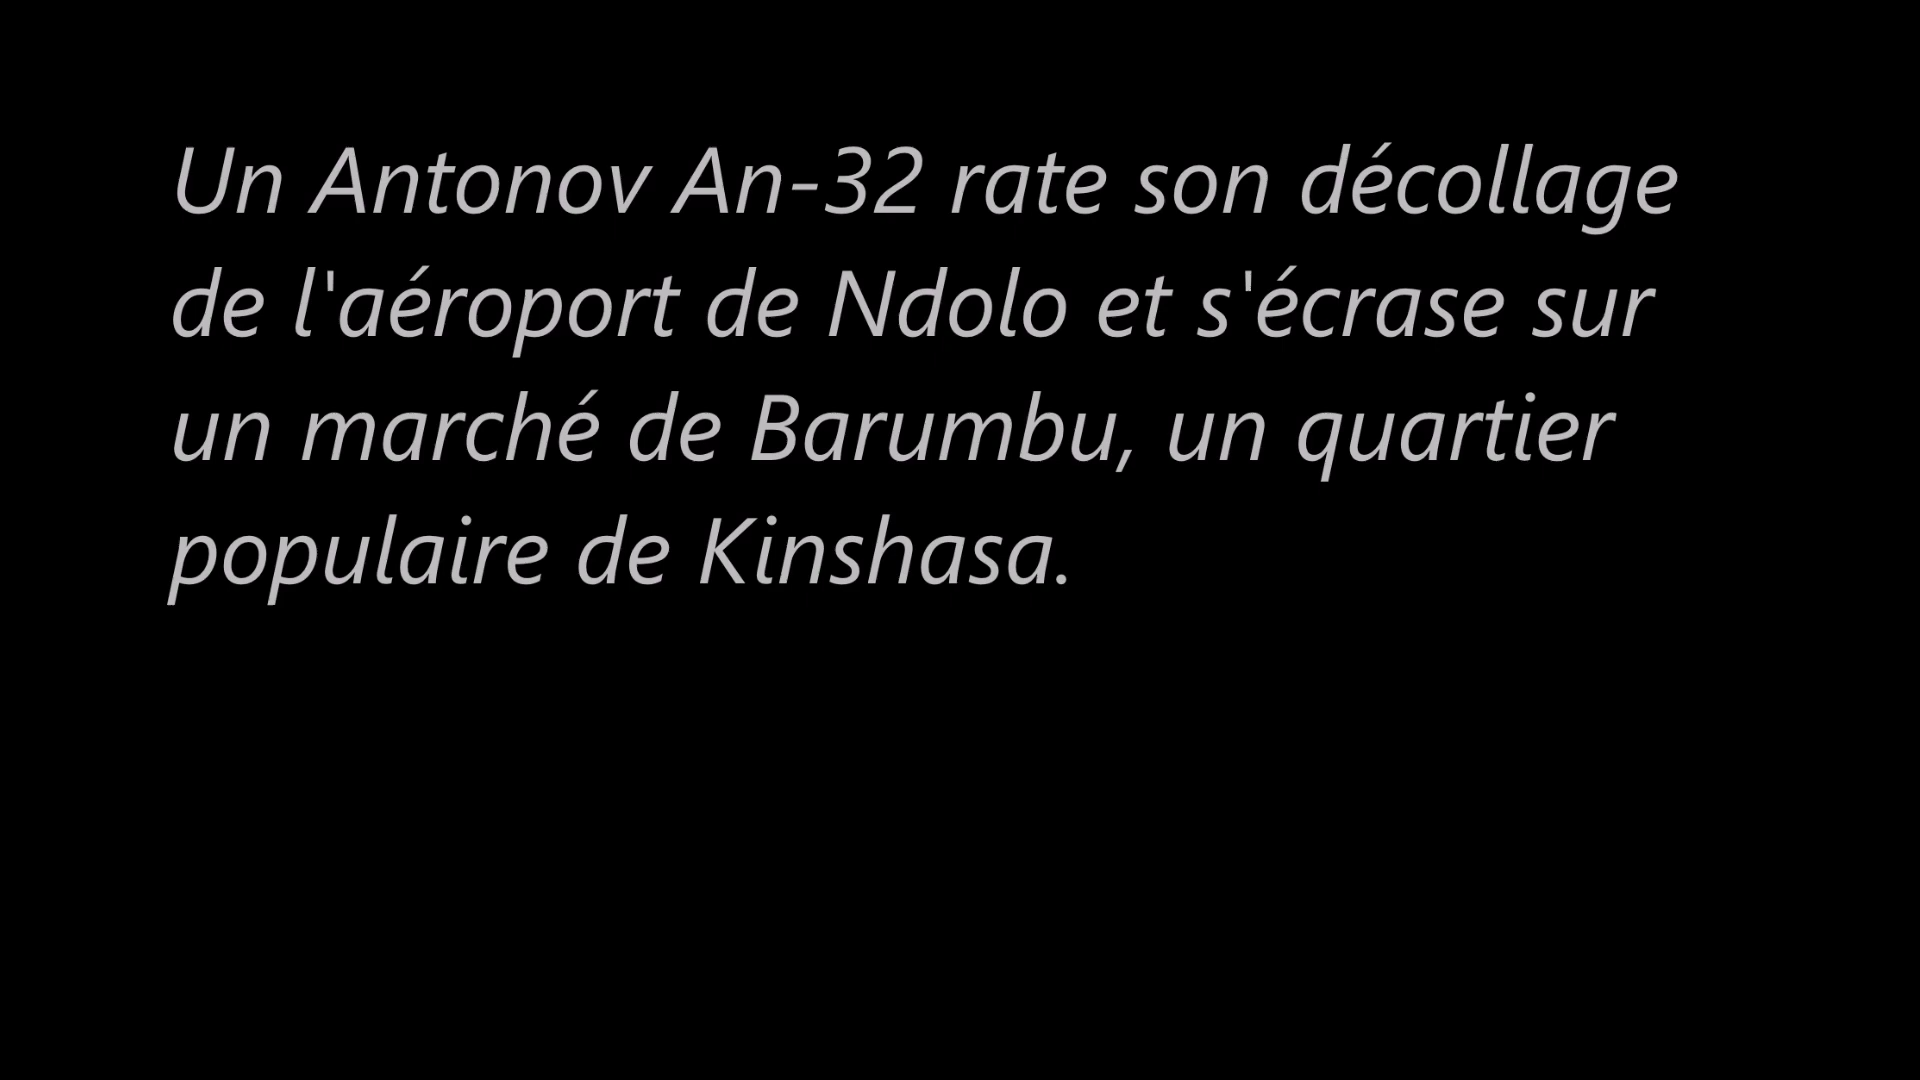 Un Antonov An-32 rate son décollage
de l'aéroport de Ndolo et s'écrase sur
un marché de Barumbu, un quartier
populaire de Kinshasa.